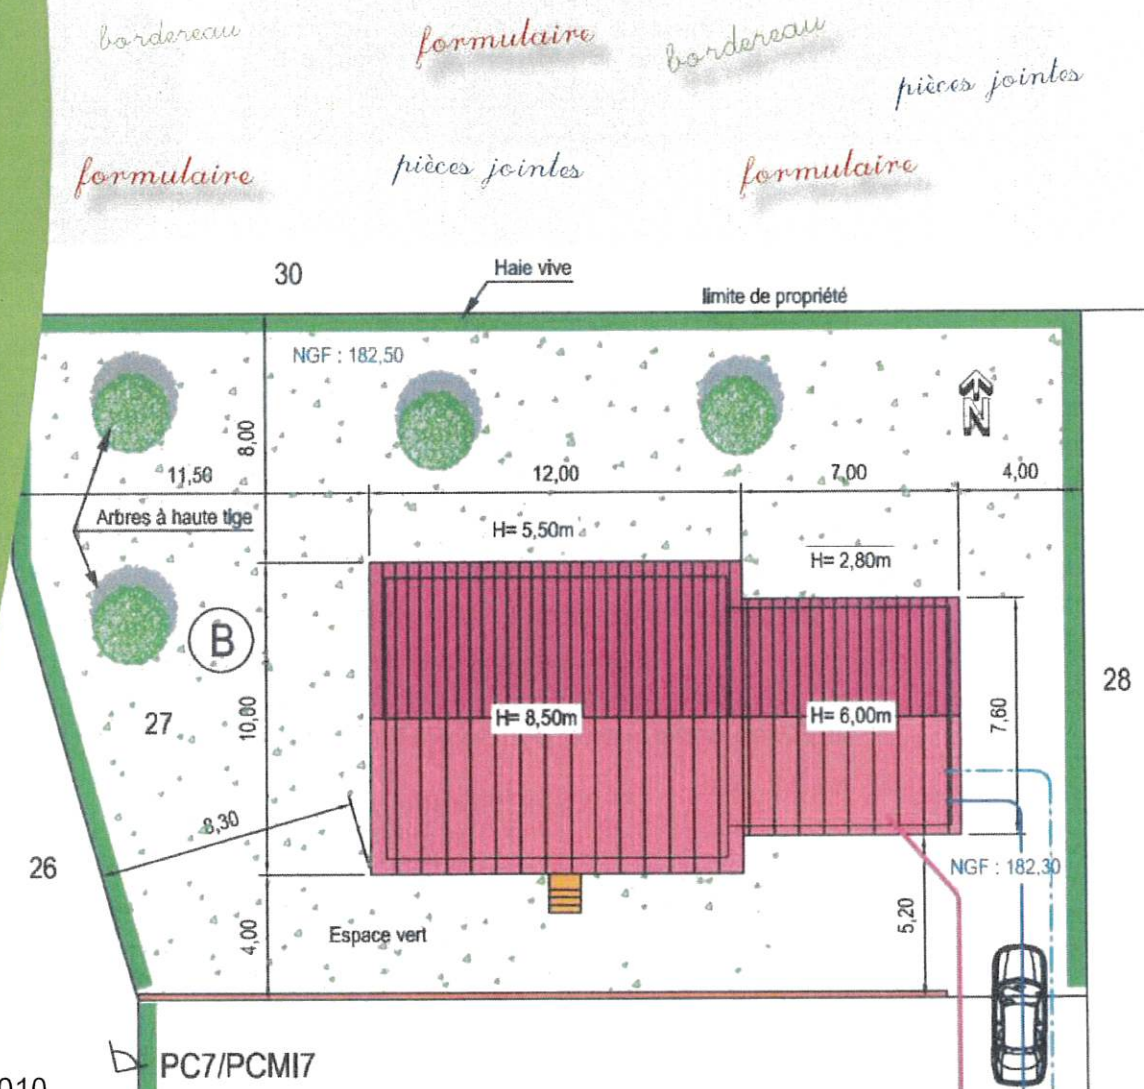 bordereau
formulaire
bordereau
pièces jointes
formulaire
pièces jointes
formulaire
30
Haie vive
limite de propriété
NGF : 182,50
N
8,00
11,50
12,00
7,00
4,00
Arbres à haute tige
H= 5,50m
H= 2,80m
B
28
27
10,00
H= 8,50m
H= 6,00m
7,60
8,30
26
NGF : 182,30
4,00
Espace vert
5,20
PC7/PCMI7